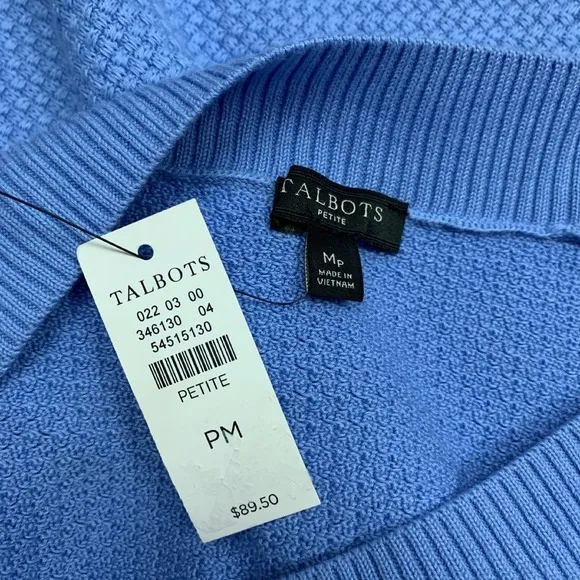 TALBOTS
PETITE
MP
MADE IN
VIETNAM
TALBOTS
022 03 00
346130 04
54515130
PETITE
PM
$89.50